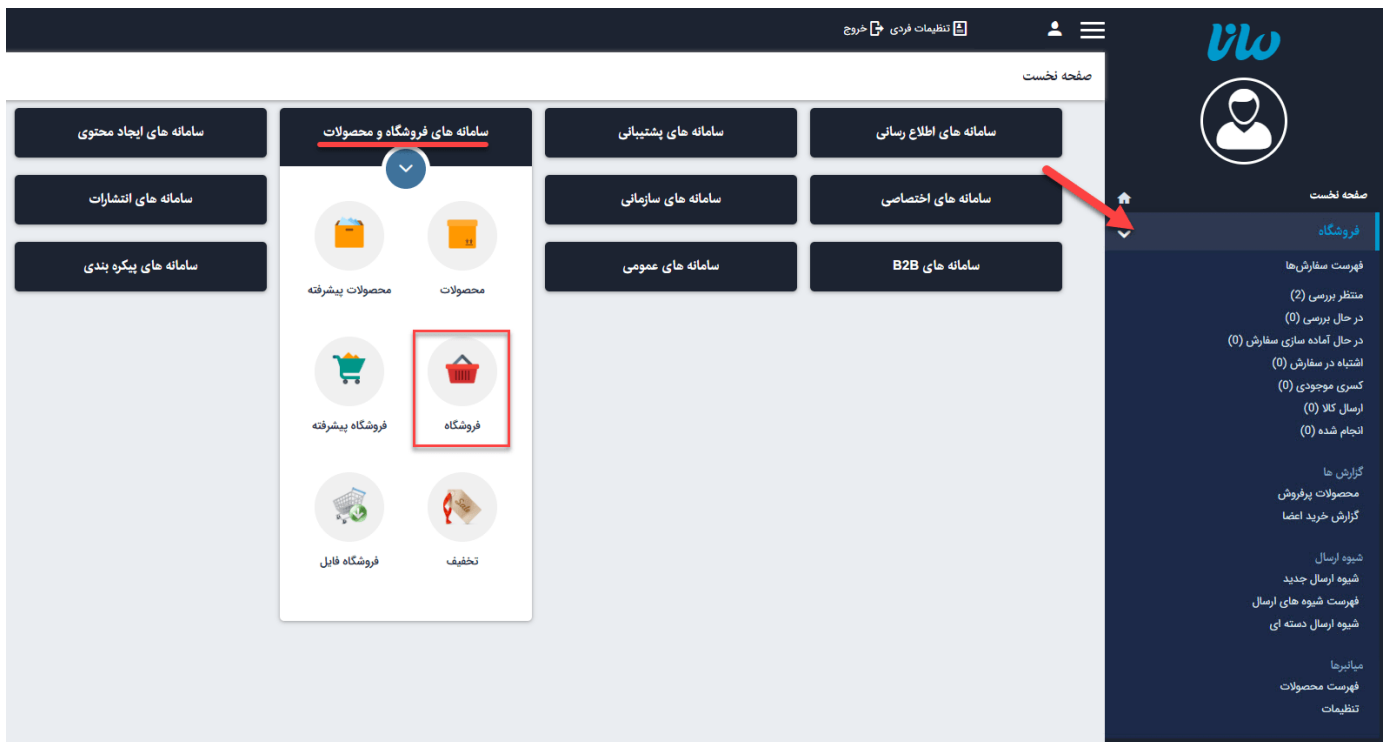 مانا
تنظیمات فردی خروج
صفحه نخست
سامانه های اطلاع رسانی
سامانه های پشتیبانی
سامانه های فروشگاه و محصولات
سامانه های ایجاد محتوی
سامانه های اختصاصی
سامانه های سازمانی
سامانه های انتشارات
سامانه های B2B
سامانه های عمومی
سامانه های پیکره بندی
محصولات
محصولات پیشرفته
فروشگاه
فروشگاه پیشرفته
Sale
تخفیف
فروشگاه فایل
صفحه نخست
فروشگاه
فهرست سفارش‌ها
منتظر بررسی (2)
در حال بررسی (0)
در حال آماده سازی سفارش (0)
اشتباه در سفارش (0)
کسری موجودی (0)
ارسال کالا (0)
انجام شده (0)
گزارش ها
محصولات پرفروش
گزارش خرید اعضا
شیوه ارسال
شیوه ارسال جدید
فهرست شیوه های ارسال
شیوه ارسال دسته ای
میانبرها
فهرست محصولات
تنظیمات